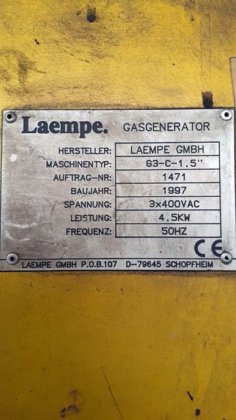 Laempe. GASGENERATOR
HERSTELLER: LAEMPE GMBH
MASCHINENTYP: G3-C-1,5"
AUFTRAG-NR: 1471
BAUJAHR: 1997
SPANNUNG: 3x400VAC
LEISTUNG: 4,5KW
FREQUENZ: 50HZ
CE
LAEMPE GMBH P.O.B.107 D-79645 SCHOPFHEIM